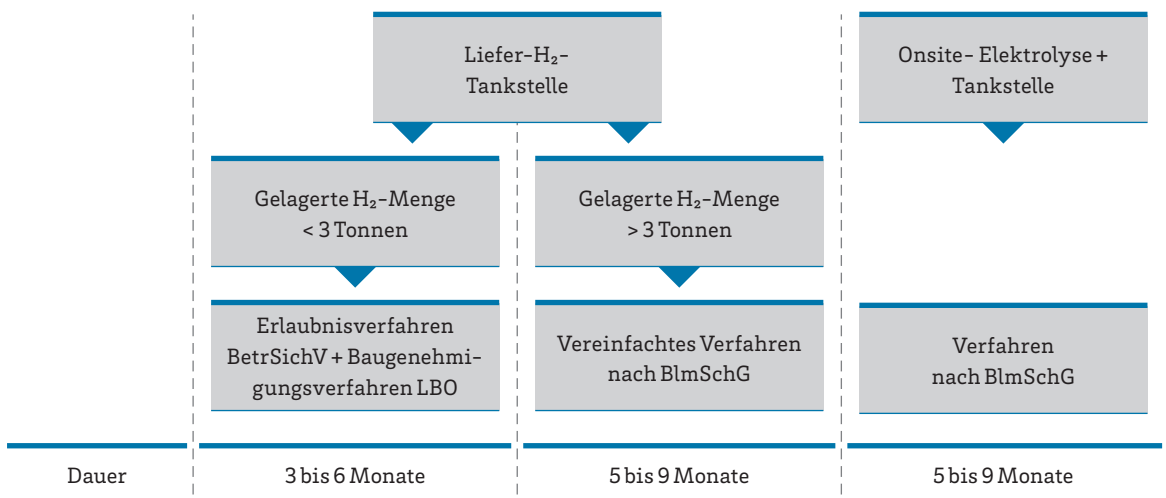 Liefer-H₂-
Tankstelle
Onsite- Elektrolyse +
Tankstelle
Gelagerte H₂-Menge
< 3 Tonnen
Gelagerte H₂-Menge
> 3 Tonnen
Erlaubnisverfahren
BetrSichV + Baugenehmi-
gungsverfahren LBO
Vereinfachtes Verfahren
nach BlmSchG
Verfahren
nach BlmSchG
Dauer
3 bis 6 Monate
5 bis 9 Monate
5 bis 9 Monate